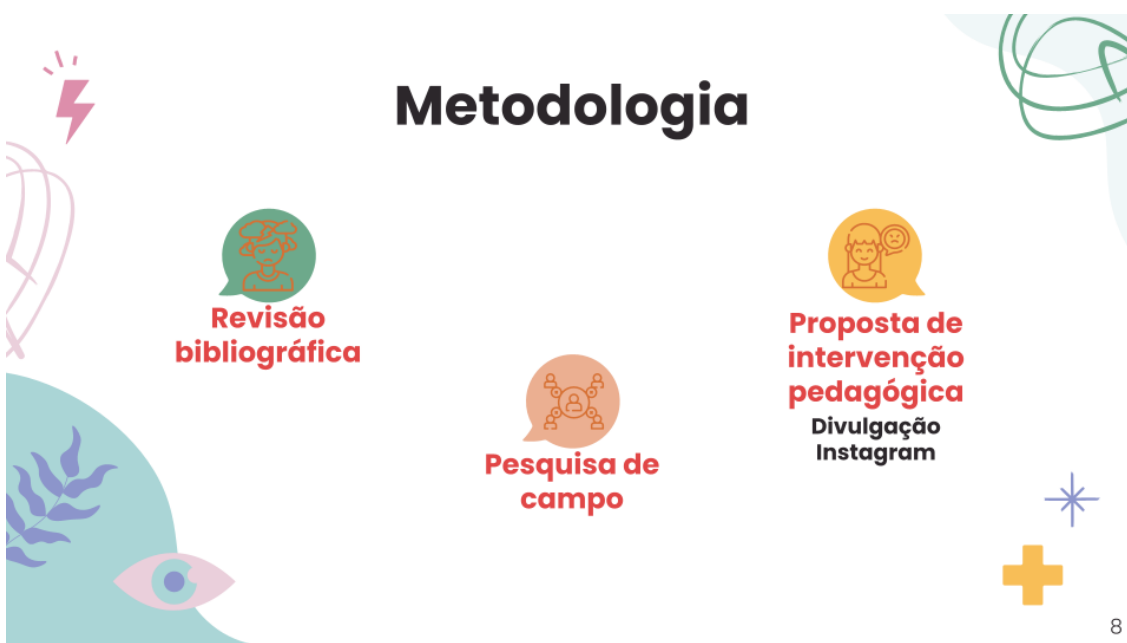 Metodologia
Revisão
bibliográfica
Pesquisa de
campo
Proposta de
intervenção
pedagógica
Divulgação
Instagram
8